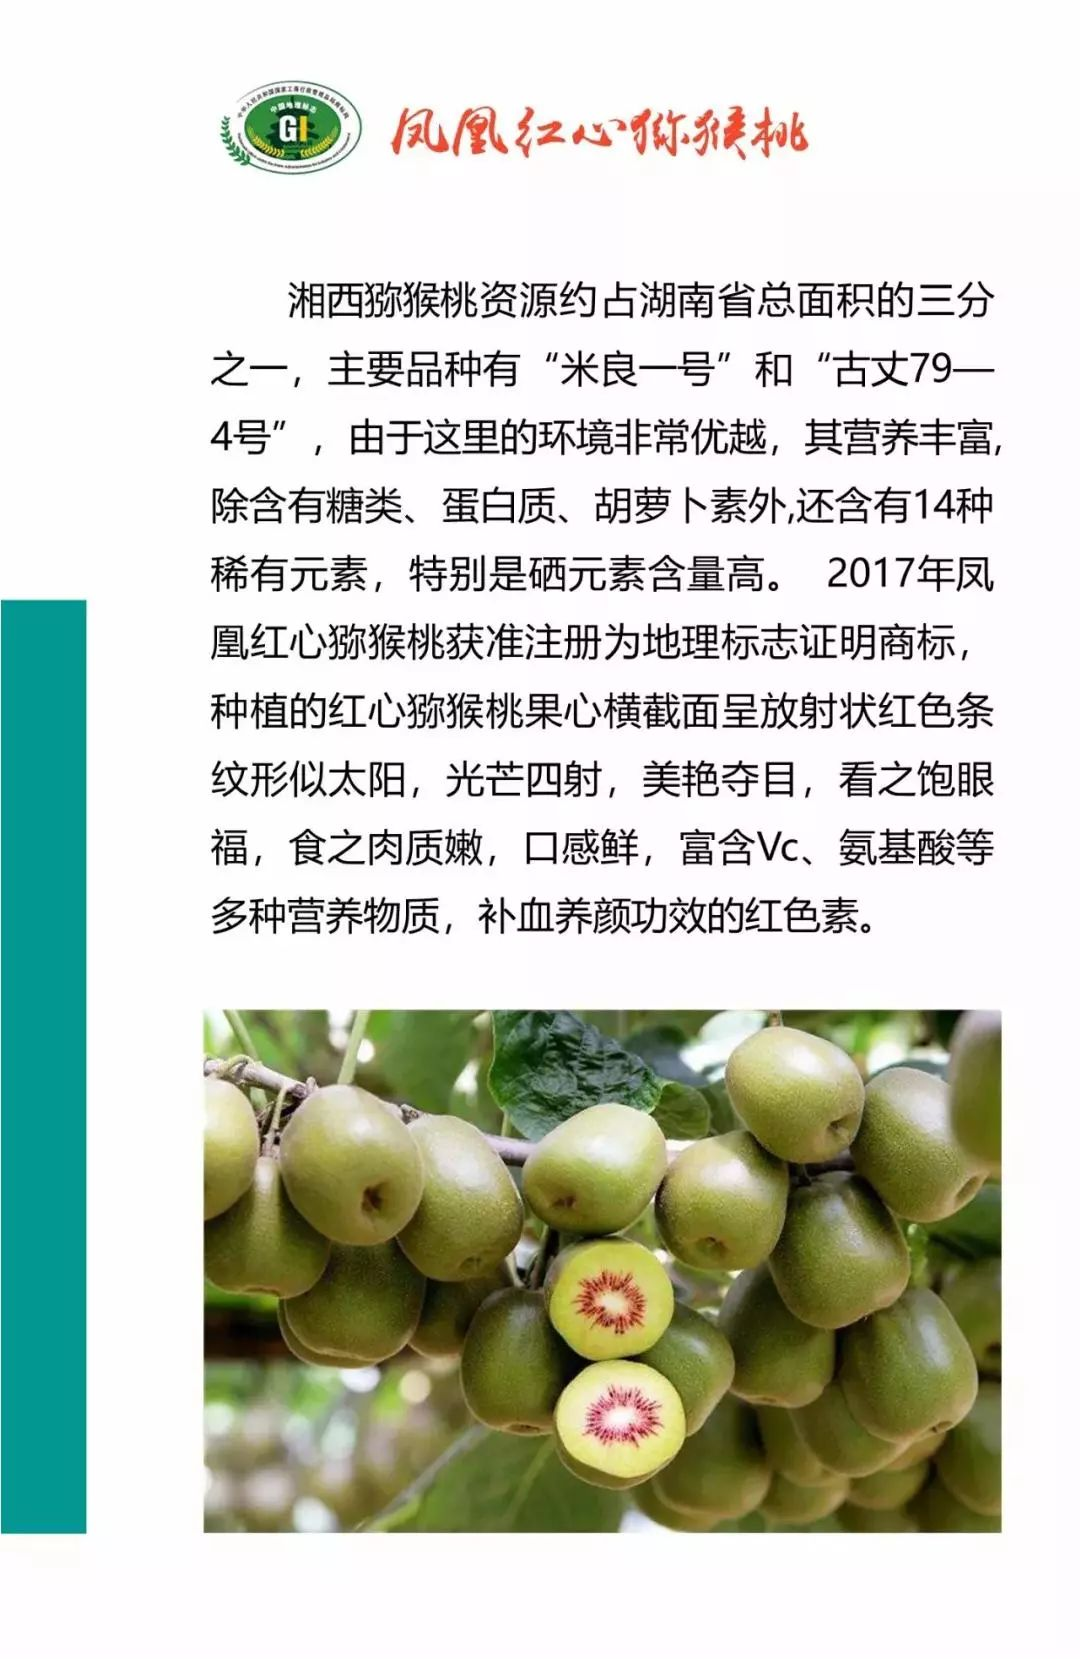 中国地理标志
GI
凤凰红心猕猴桃
湘西猕猴桃资源约占湖南省总面积的三分
之一，主要品种有“米良一号”和“古丈79—
4号”，由于这里的环境非常优越，其营养丰富,
除含有糖类、蛋白质、胡萝卜素外,还含有14种
稀有元素，特别是硒元素含量高。 2017年凤
凰红心猕猴桃获准注册为地理标志证明商标，
种植的红心猕猴桃果心横截面呈放射状红色条
纹形似太阳，光芒四射，美艳夺目，看之饱眼
福，食之肉质嫩，口感鲜，富含Vc、氨基酸等
多种营养物质，补血养颜功效的红色素。